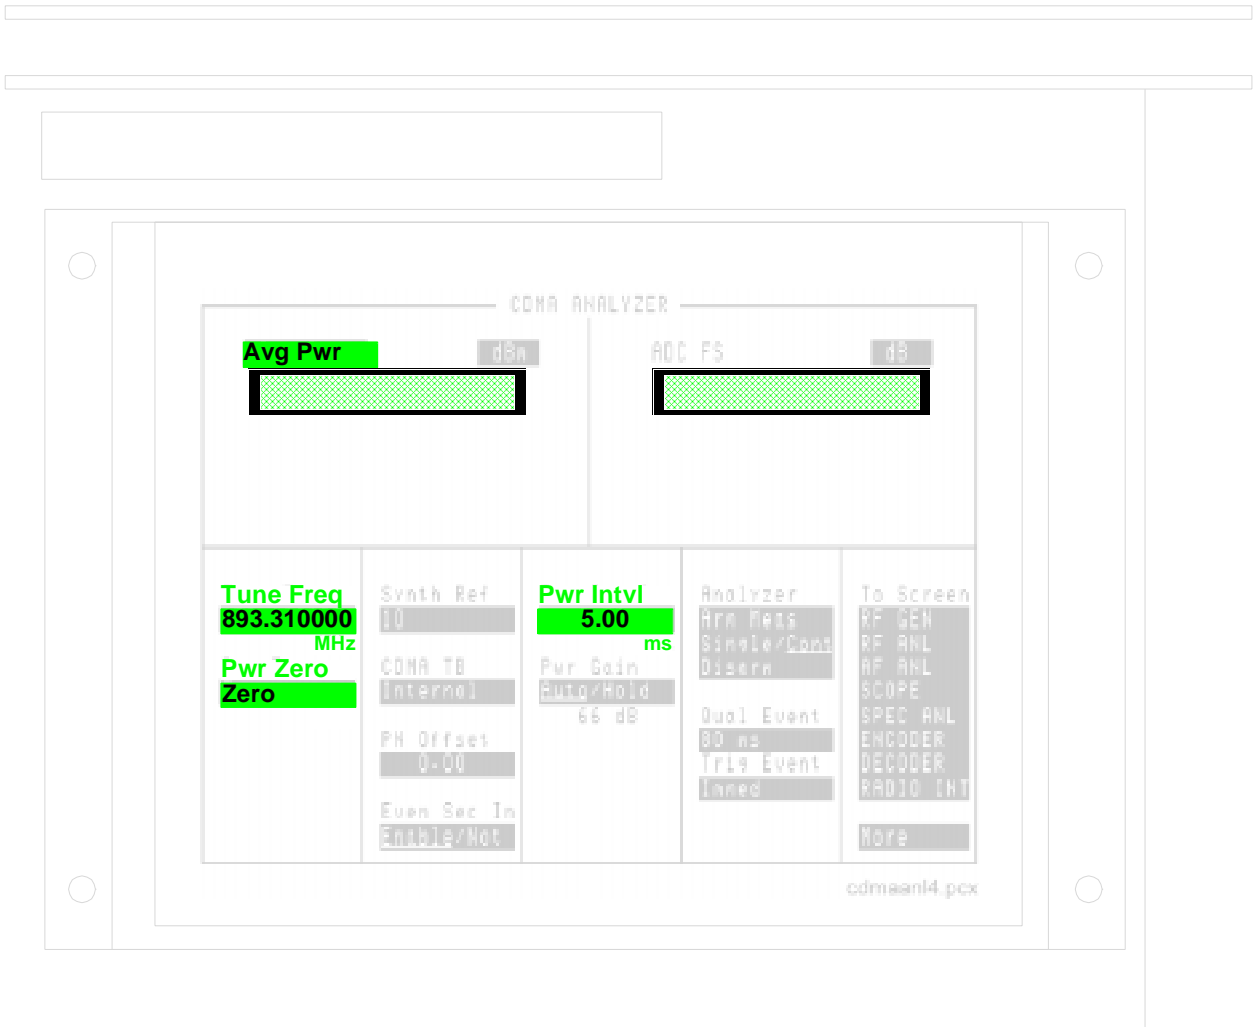 CDMA ANALYZER
Avg Pwr dBm ADC FS dB
Tune Freq
893.310000
MHz
Pwr Zero
Zero
Synth Ref
10
CDMA TB
Internal
PN Offset
0.00
Even Sec In
Enable/Not
Pwr Intvl
5.00
ms
Pwr Gain
Auto/Hold
66 dB
Analyzer
Arm Meas
Single/Cont
Disarm
Qual Event
80 ms
Trig Event
Immed
To Screen
RF GEN
RF ANL
AF ANL
SCOPE
SPEC ANL
ENCODER
DECODER
RADIO INT
More
cdmaanl4.pcx